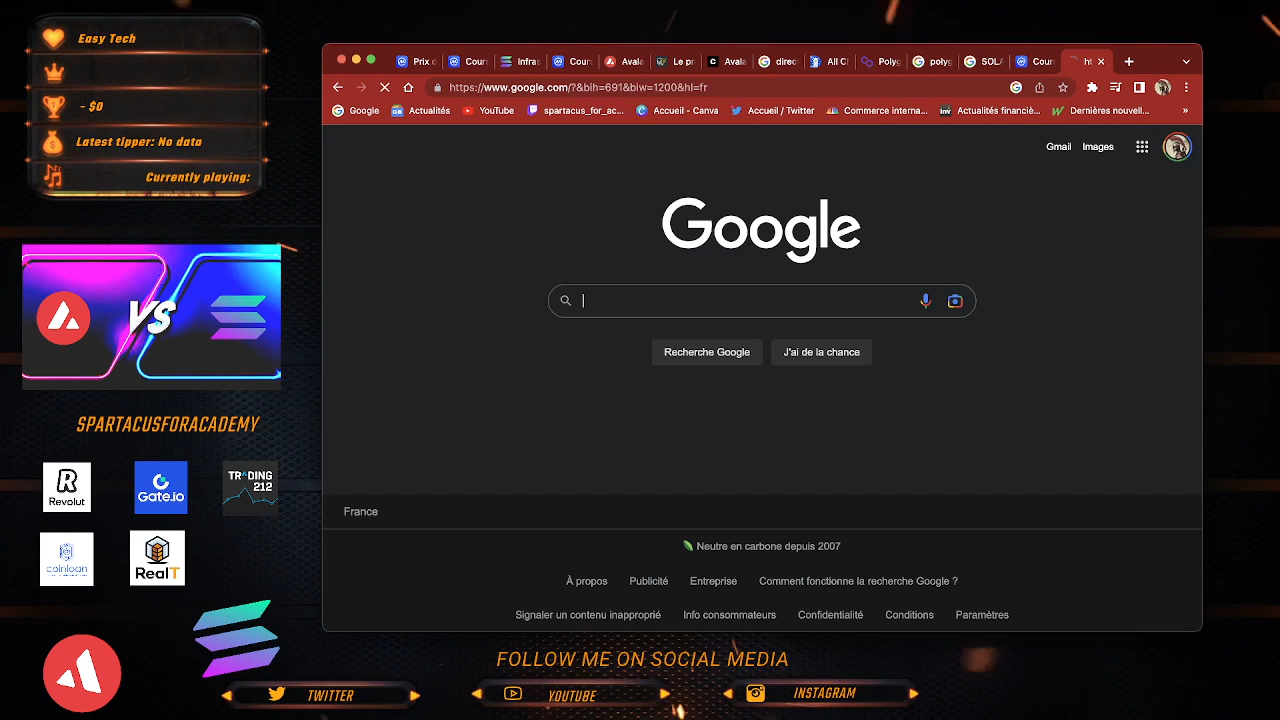 Easy Tech
- $0
Latest tipper: No data
Currently playing:
VS
SPARTACUSFORACADEMY
R
Revolut
Gate.io
TRADING
212
coinloan
RealT
Prix d
Cours
Infras
Cours
Avala
Le pr
Avala
direc
All C
Polyg
polyg
SOLA
Cour
https://www.google.com/?&bih=691&biw=1200&hl=fr
Google
Actualités
YouTube
spartacus_for_ac...
Accueil - Canva
Accueil / Twitter
Commerce interna...
Actualités financiè...
Dernières nouvell...
»
Gmail
Images
Google
Recherche Google
J'ai de la chance
France
Neutre en carbone depuis 2007
À propos
Publicité
Entreprise
Comment fonctionne la recherche Google ?
Signaler un contenu inapproprié
Info consommateurs
Confidentialité
Conditions
Paramètres
FOLLOW ME ON SOCIAL MEDIA
TWITTER
YOUTUBE
INSTAGRAM